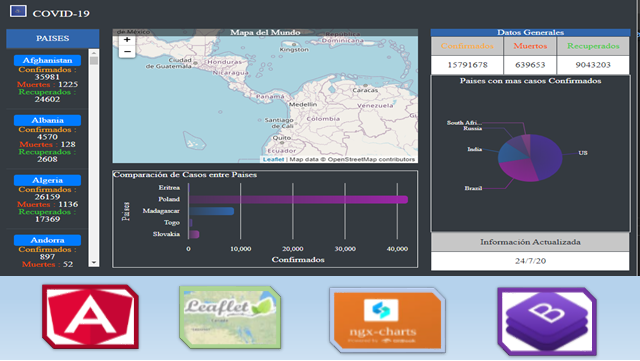 COVID-19
PAISES
Afghanistan
Confirmados :
35981
Muertes : 1225
Recuperados :
24602
Albania
Confirmados :
4570
Muertes : 128
Recuperados :
2608
Algeria
Confirmados :
26159
Muertes : 1136
Recuperados :
17369
Andorra
Confirmados :
897
Muertes : 52
Mapa del Mundo
+
−
de México
Kingston
República
Dominicana
Ciudad
de Guatemala
Honduras
Nicaragua
Panamá
Caracas
Venezuela
Medellín
Santiago
de Cali
Colombia
Quito
Ecuador
Leaflet | Map data © OpenStreetMap contributors
Comparación de Casos entre Paises
Paises
Eritrea
Poland
Madagascar
Togo
Slovakia
0 10,000 20,000 30,000 40,000
Confirmados
Datos Generales
Confirmados Muertos Recuperados
15791678 639653 9043203
Paises con mas casos Confirmados
South Afri...
Russia
India
US
Brazil
Información Actualizada
24/7/20
A
Leaflet
ngx-charts
B